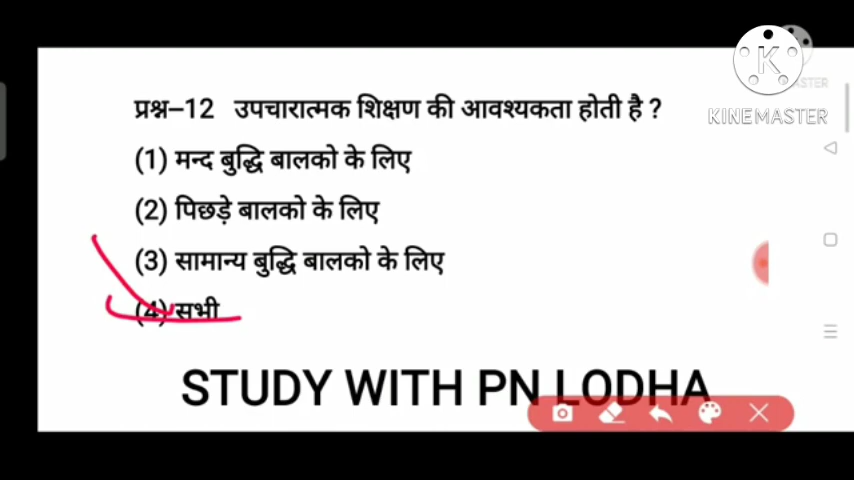 KINEMASTER
प्रश्न–12 उपचारात्मक शिक्षण की आवश्यकता होती है ?
(1) मन्द बुद्धि बालको के लिए
(2) पिछड़े बालको के लिए
(3) सामान्य बुद्धि बालको के लिए
(4) सभी
STUDY WITH PN LODHA